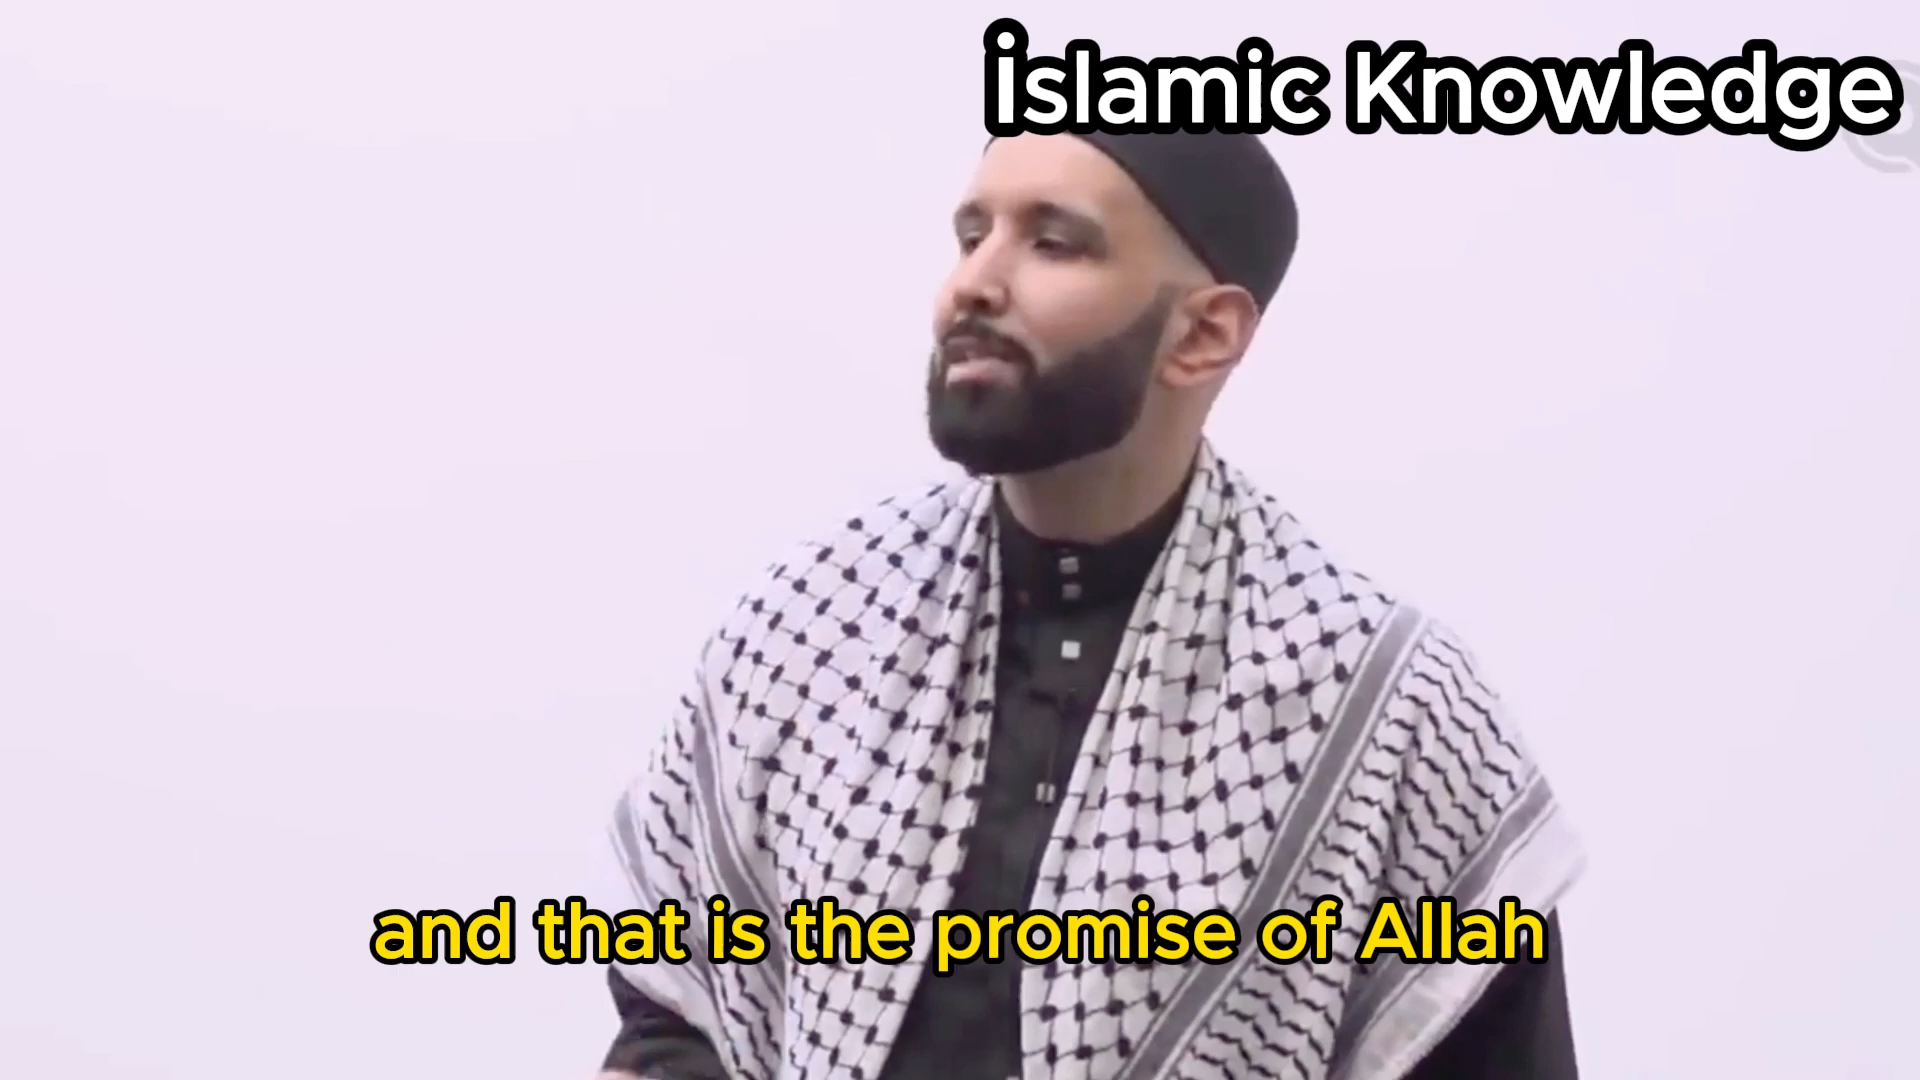 İslamic Knowledge
and that is the promise of Allah